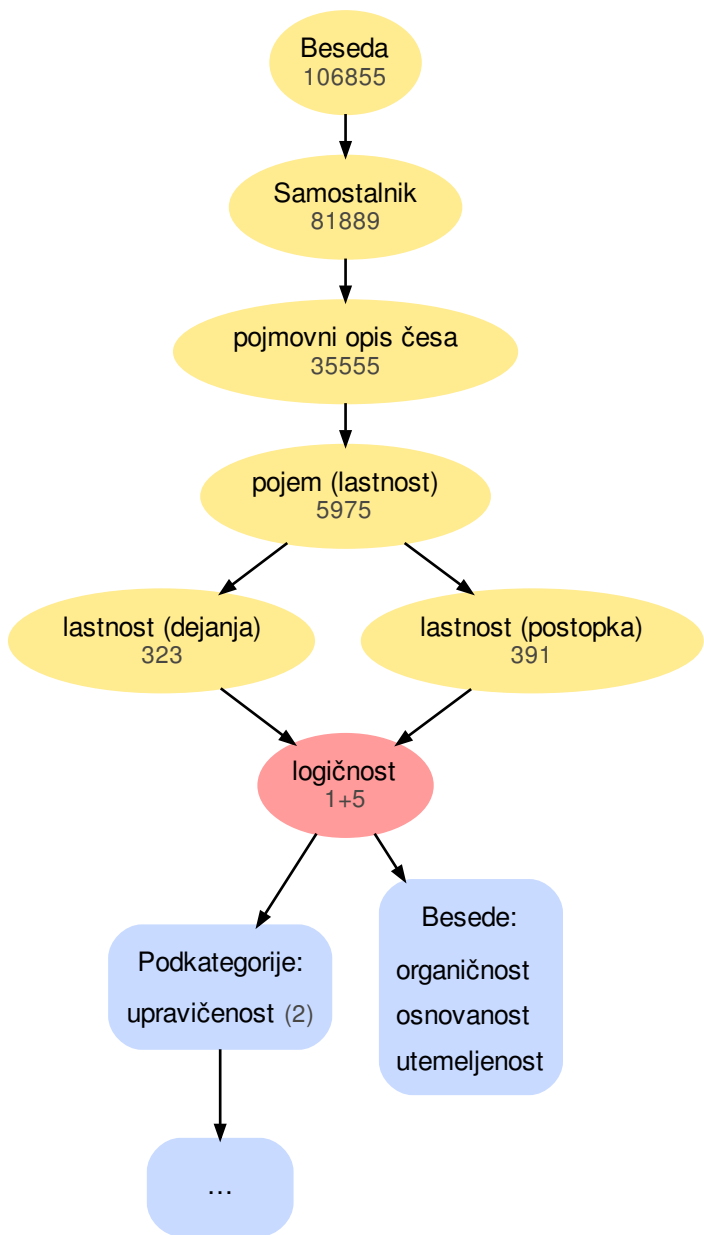 Beseda
106855
Samostalnik
81889
pojmovni opis česa
35555
pojem (lastnost)
5975
lastnost (dejanja)
323
lastnost (postopka)
391
logičnost
1+5
Podkategorije:
upravičenost (2)
Besede:
organičnost
osnovanost
utemeljenost
...